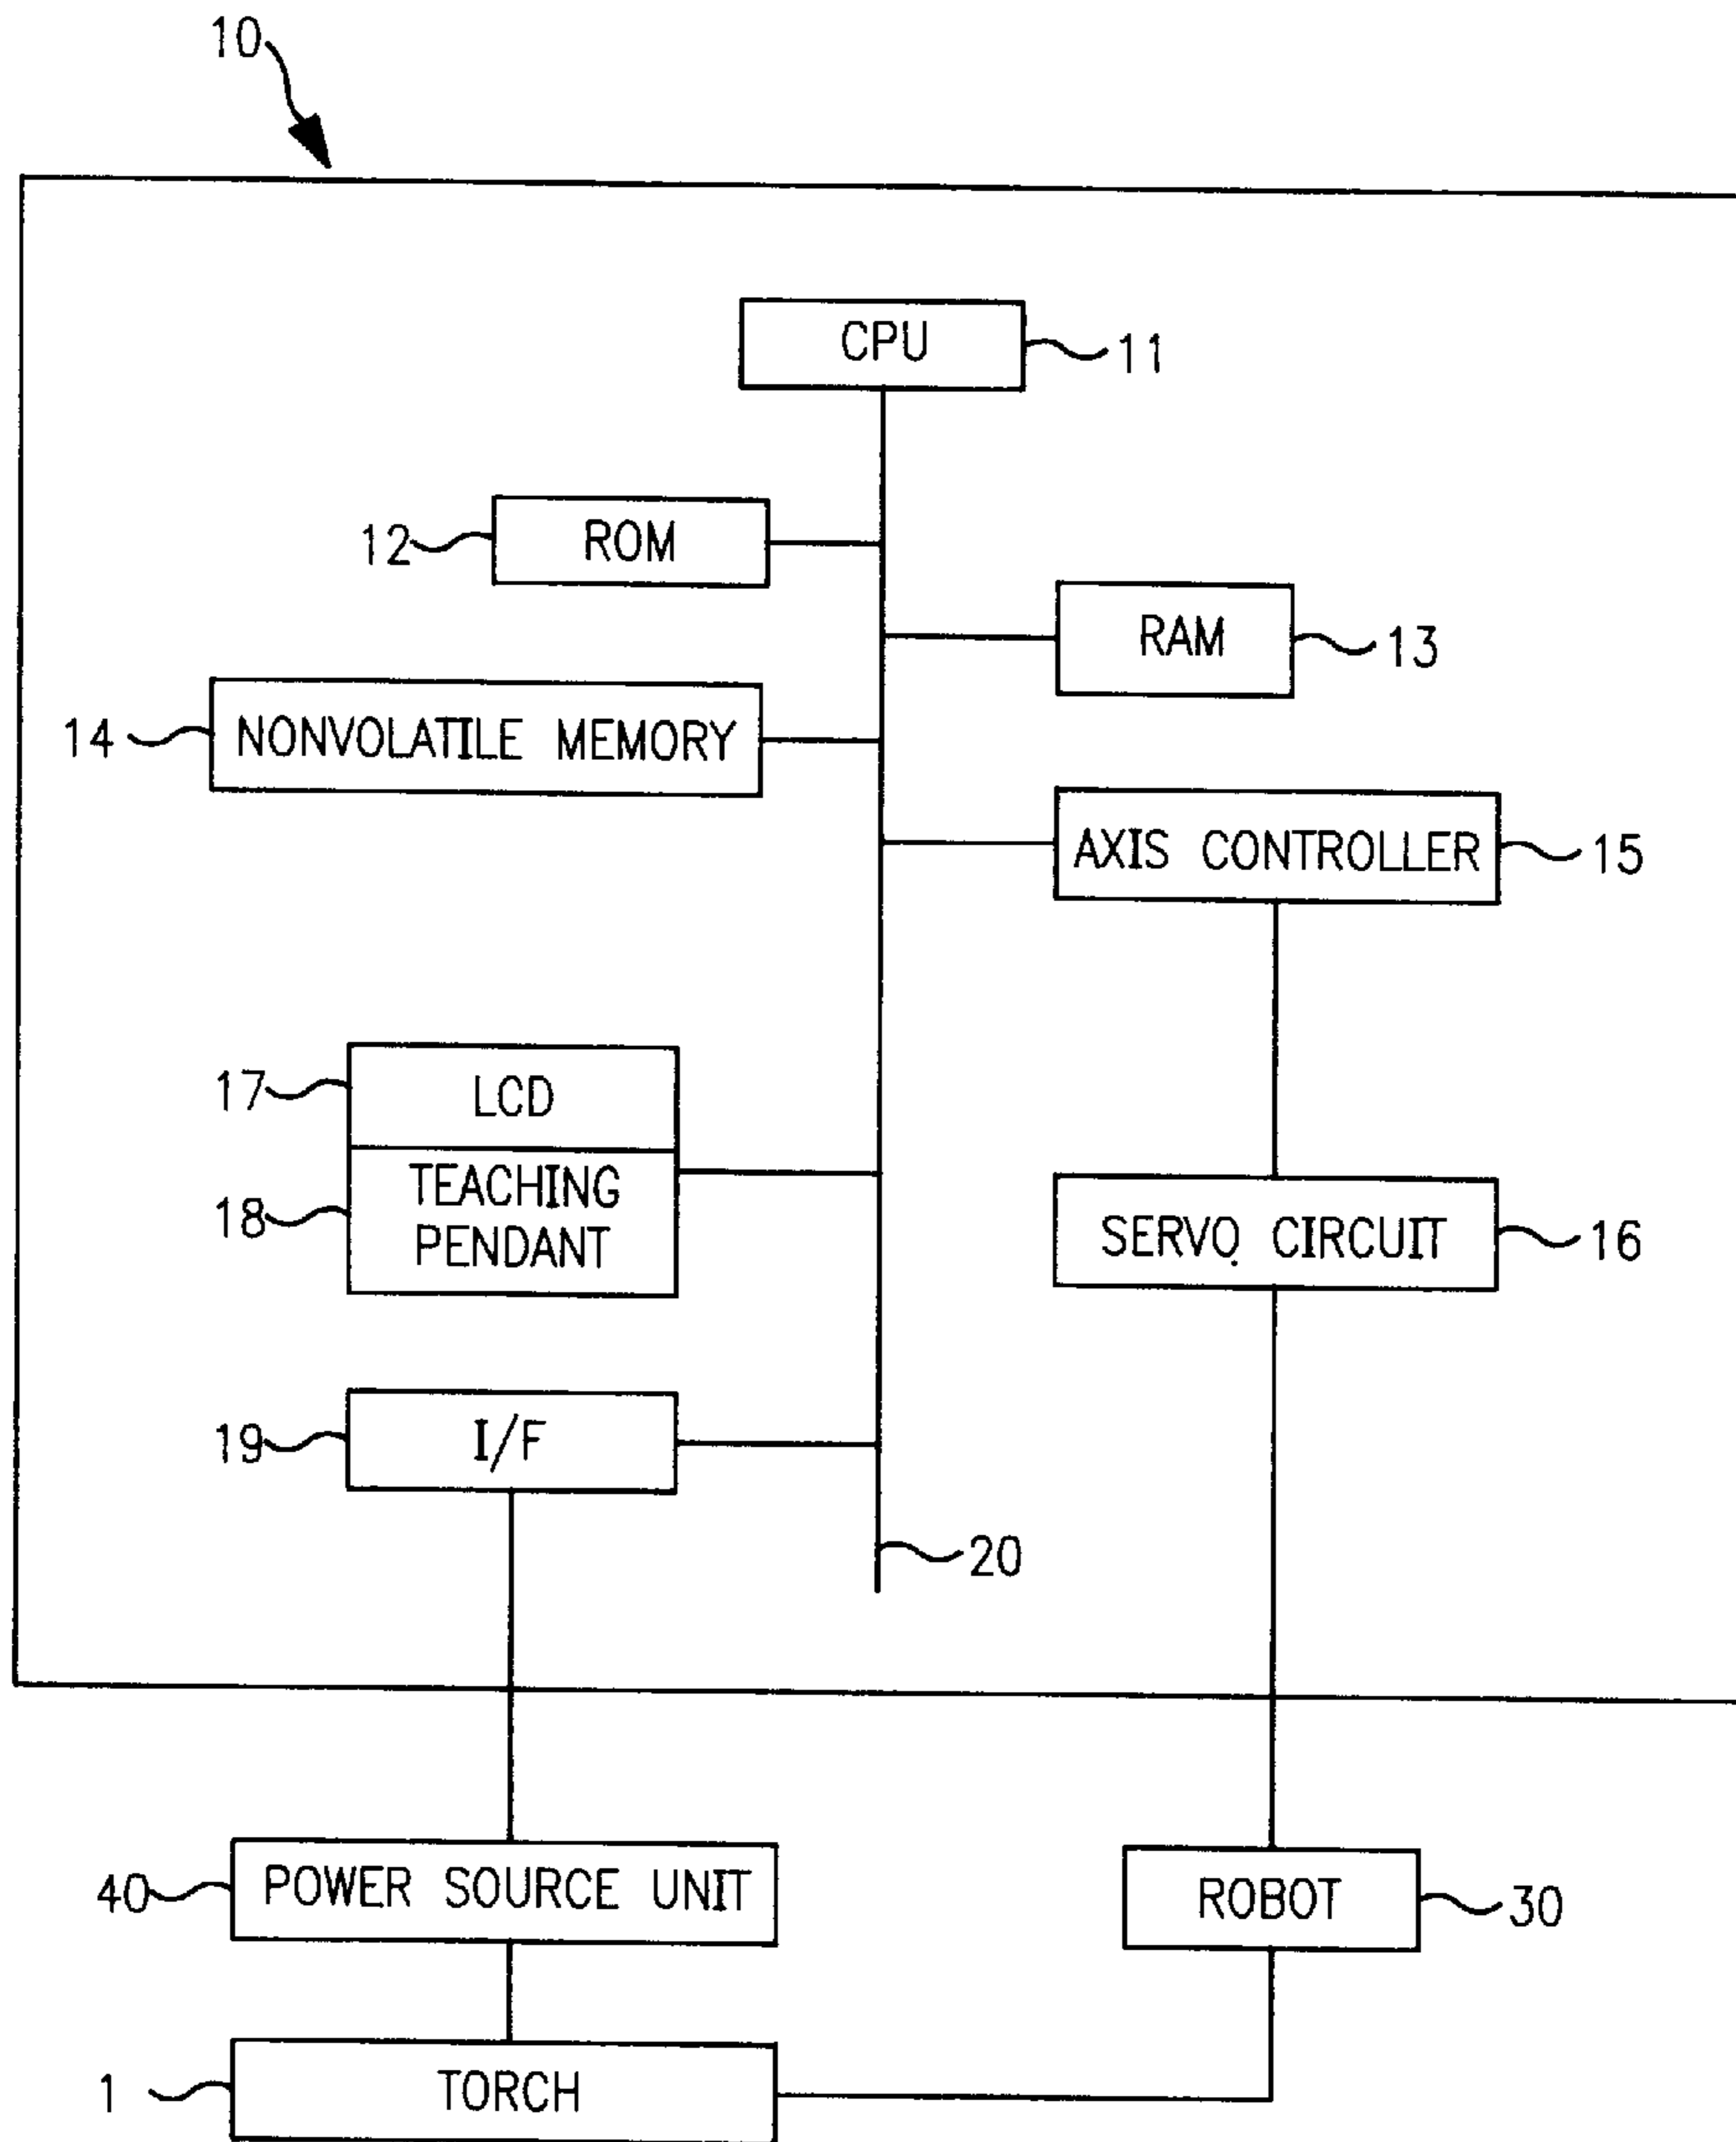 10
CPU
11
12
ROM
RAM
13
14
NONVOLATILE MEMORY
AXIS CONTROLLER
15
17
LCD
18
TEACHING
PENDANT
SERVO CIRCUIT
16
19
I/F
20
40
POWER SOURCE UNIT
ROBOT
30
1
TORCH